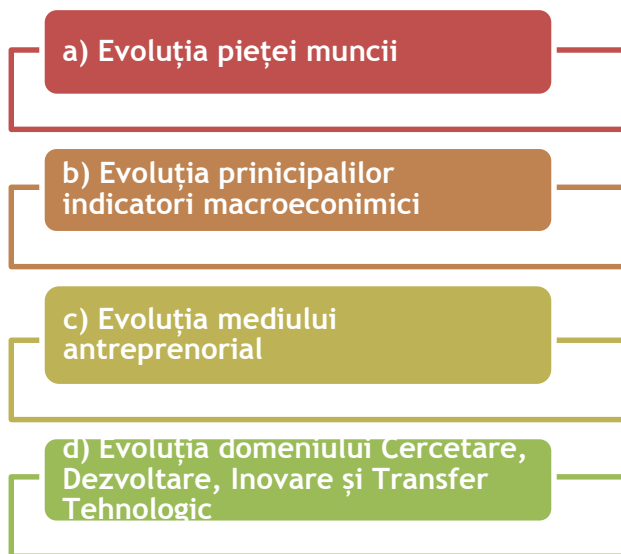 a) Evoluția pieței muncii
b) Evoluția prinicipalilor
indicatori macroeconimici
c) Evoluția mediului
antreprenorial
d) Evoluția domeniului Cercetare,
Dezvoltare, Inovare și Transfer
Tehnologic